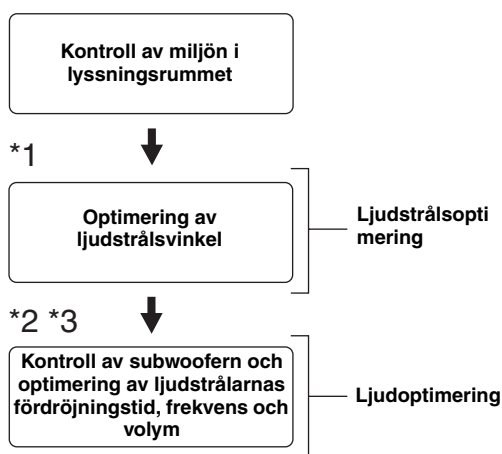 Kontroll av miljön i
lyssningsrummet
*1
Optimering av
ljudstrålsvinkel
Ljudstrålsopti
mering
*2 *3
Kontroll av subwoofern och
optimering av ljudstrålarnas
fördröjningstid, frekvens och
volym
Ljudoptimering